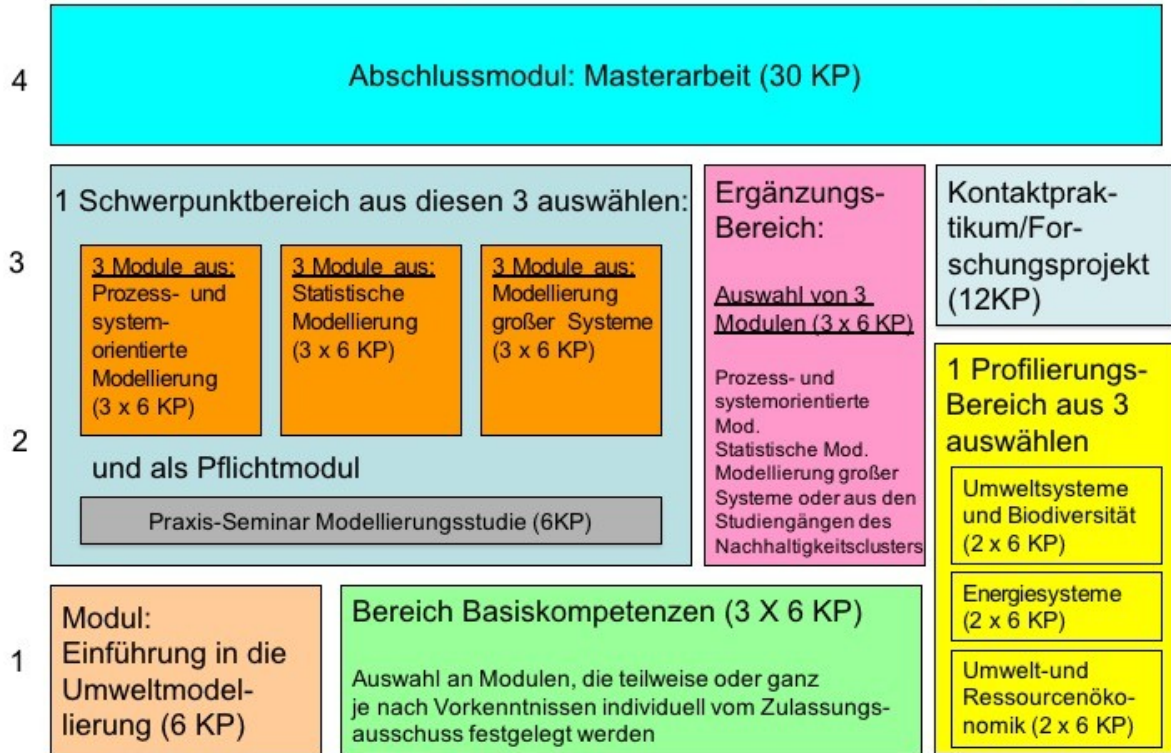 4
Abschlussmodul: Masterarbeit (30 KP)
3
2
1 Schwerpunktbereich aus diesen 3 auswählen:
3 Module aus:
Prozess- und
system-
orientierte
Modellierung
(3 x 6 KP)
3 Module aus:
Statistische
Modellierung
(3 x 6 KP)
3 Module aus:
Modellierung
großer Systeme
(3 x 6 KP)
und als Pflichtmodul
Praxis-Seminar Modellierungsstudie (6KP)
Ergänzungs-
Bereich:
Auswahl von 3
Modulen (3 x 6 KP)
Prozess- und
systemorientierte
Mod.
Statistische Mod.
Modellierung großer
Systeme oder aus den
Studiengängen des
Nachhaltigkeitsclusters
Kontaktprak-
tikum/For-
schungsprojekt
(12KP)
1 Profilierungs-
Bereich aus 3
auswählen
Umweltsysteme
und Biodiversität
(2 x 6 KP)
Energiesysteme
(2 x 6 KP)
Umwelt-und
Ressourcenöko-
nomik (2 x 6 KP)
1
Modul:
Einführung in die
Umweltmodel-
lierung (6 KP)
Bereich Basiskompetenzen (3 X 6 KP)
Auswahl an Modulen, die teilweise oder ganz
je nach Vorkenntnissen individuell vom Zulassungs-
ausschuss festgelegt werden